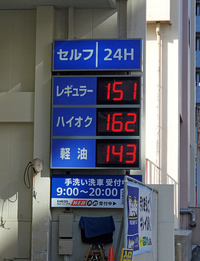 セルフ 24H
レギュラー 151
ハイオク 162
軽油 143
手洗い洗車 受付中
9:00~20:00